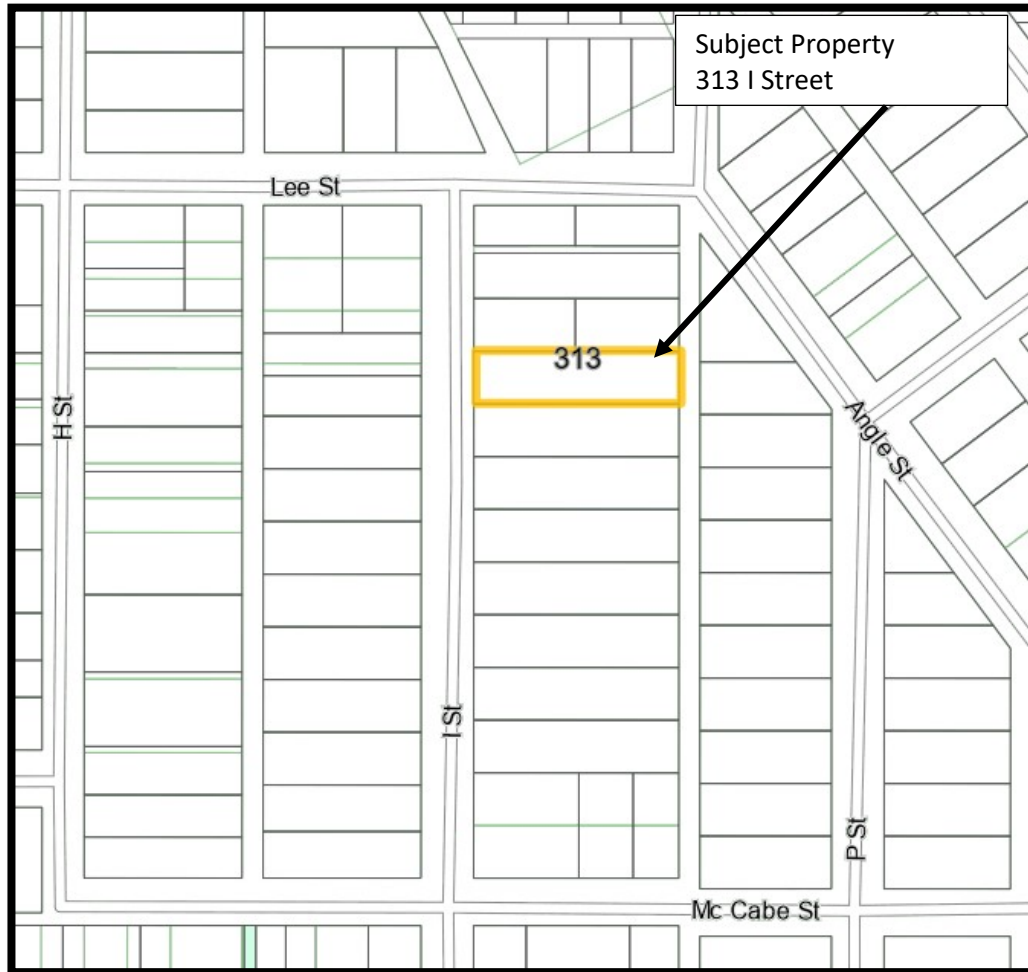 Subject Property
313 I Street
Lee St
313
H St
Angle St
I St
P St
Mc Cabe St